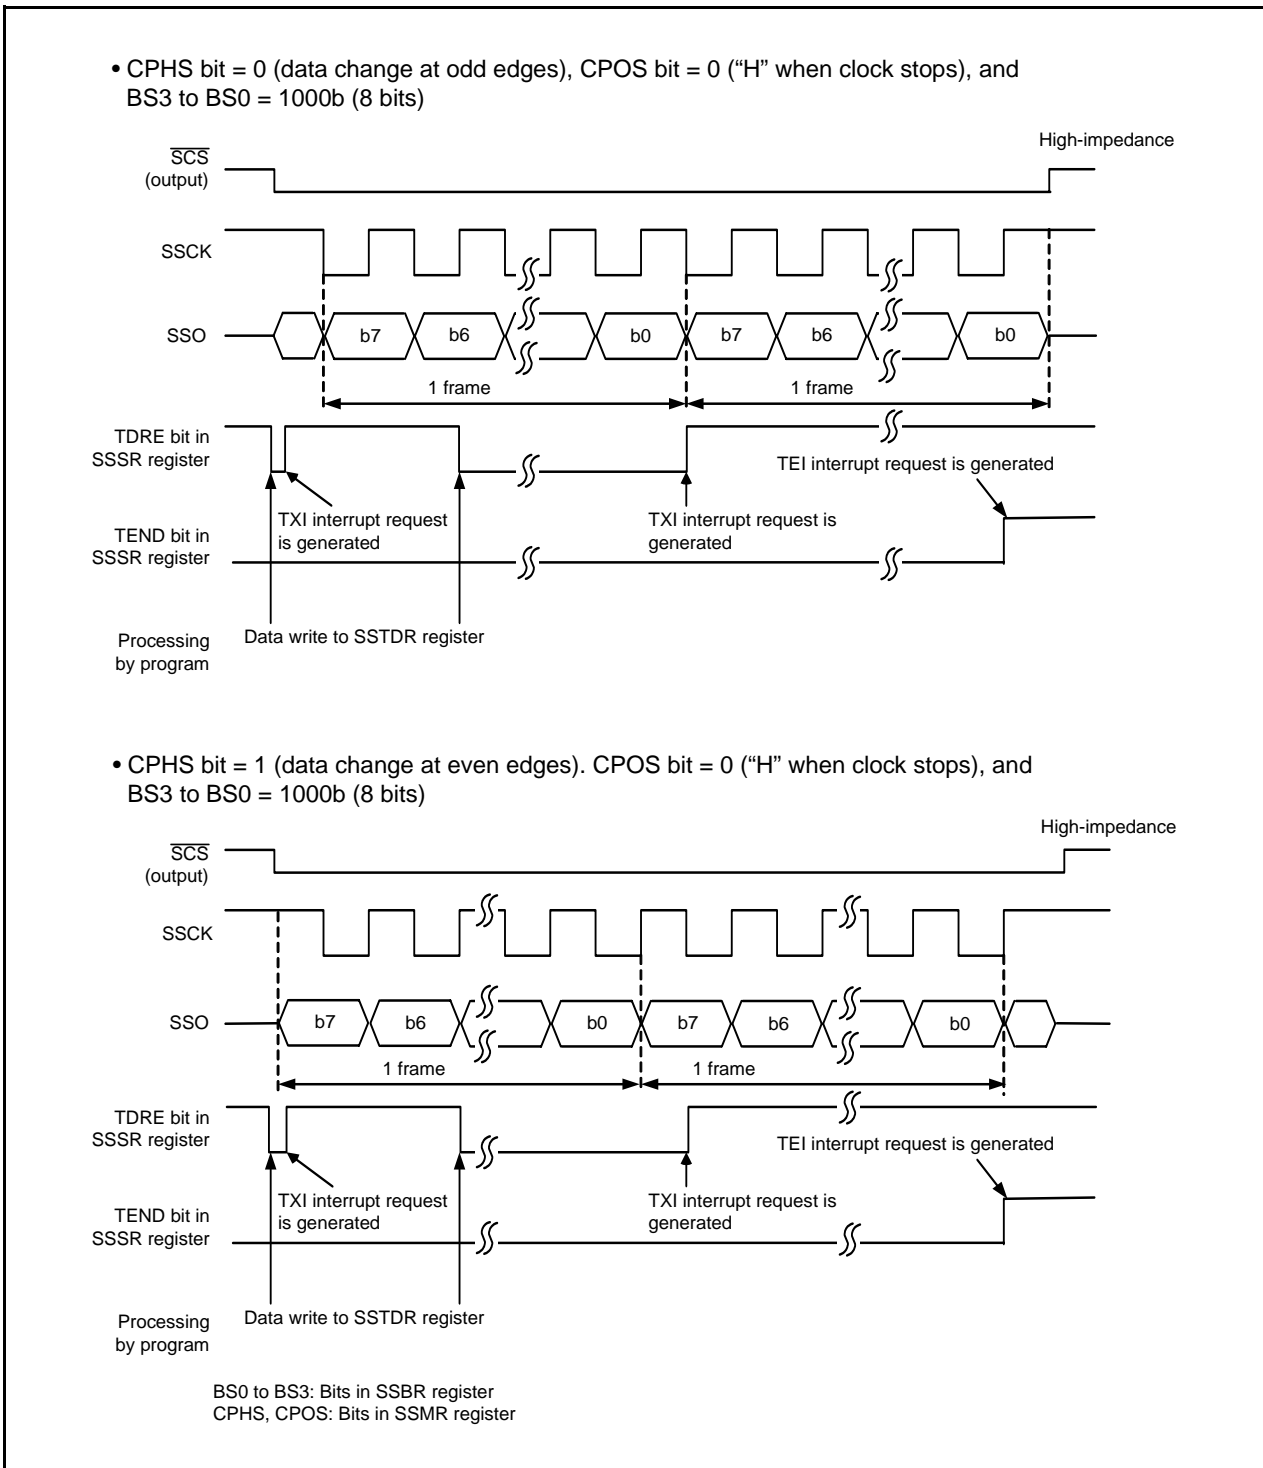 • CPHS bit = 0 (data change at odd edges), CPOS bit = 0 (“H” when clock stops), and
BS3 to BS0 = 1000b (8 bits)
High-impedance
SCS
(output)
SSCK
SSO
b7
b6
b0
b7
b6
b0
1 frame
1 frame
TDRE bit in
SSSR register
TEI interrupt request is generated
TXI interrupt request
is generated
TXI interrupt request is
generated
TEND bit in
SSSR register
Processing
by program
Data write to SSTDR register
• CPHS bit = 1 (data change at even edges). CPOS bit = 0 (“H” when clock stops), and
BS3 to BS0 = 1000b (8 bits)
High-impedance
SCS
(output)
SSCK
SSO
b7
b6
b0
b7
b6
b0
1 frame
1 frame
TDRE bit in
SSSR register
TEI interrupt request is generated
TXI interrupt request
is generated
TXI interrupt request is
generated
TEND bit in
SSSR register
Processing
by program
Data write to SSTDR register
BS0 to BS3: Bits in SSBR register
CPHS, CPOS: Bits in SSMR register